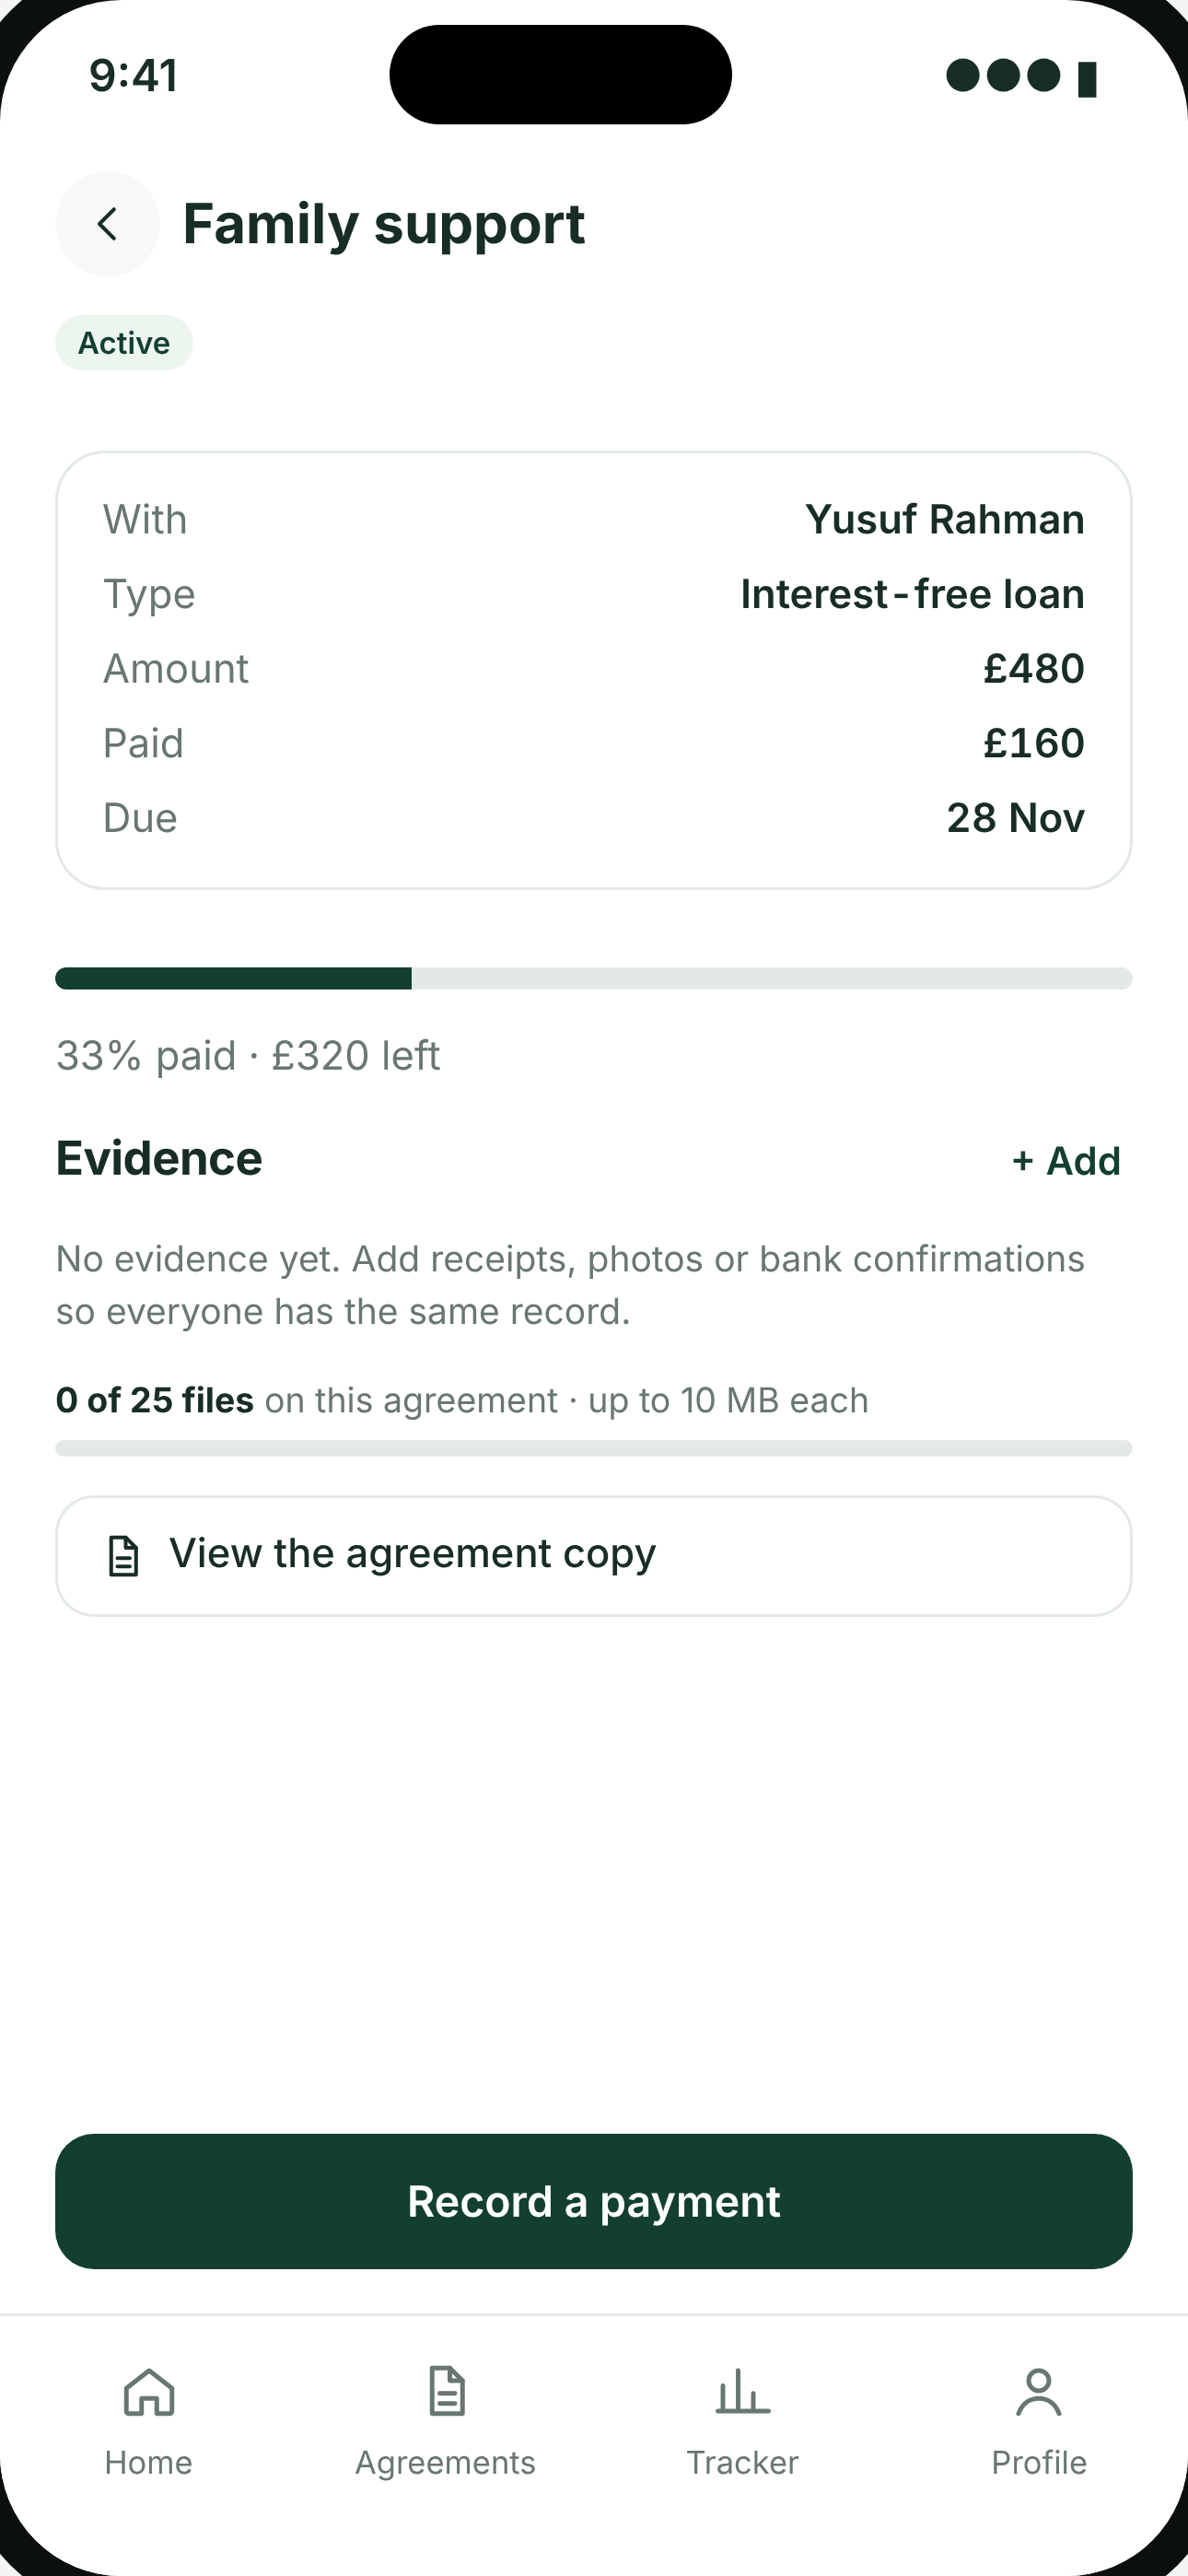 9:41
Family support
Active
With Yusuf Rahman
Type Interest-free loan
Amount £480
Paid £160
Due 28 Nov
33% paid · £320 left
Evidence + Add
No evidence yet. Add receipts, photos or bank confirmations
so everyone has the same record.
0 of 25 files on this agreement · up to 10 MB each
View the agreement copy
Record a payment
Home Agreements Tracker Profile